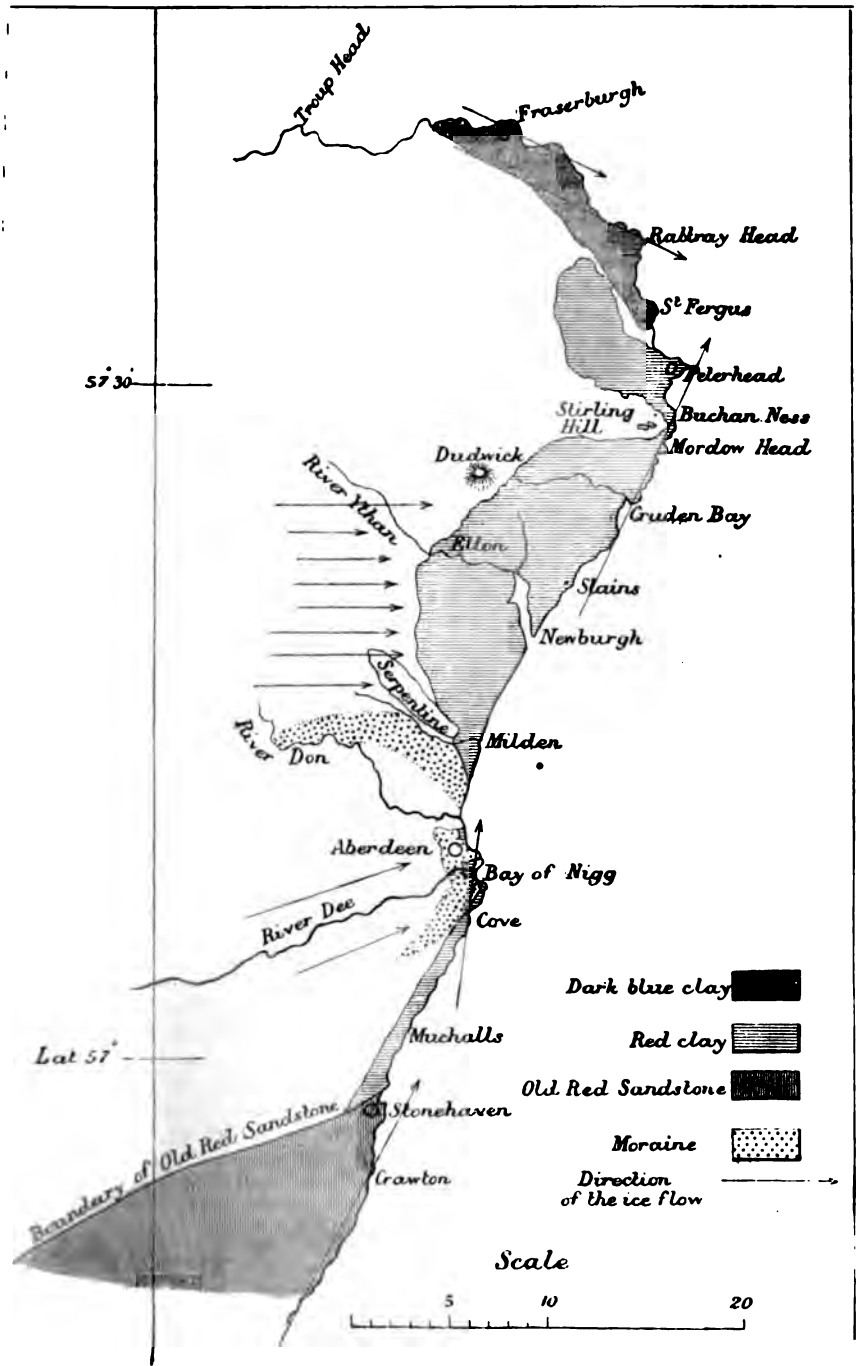 Troup Head
Fraserburgh
Rattray Head
St Fergus
57° 30'
Peterhead
Stirling
Hill
Buchan Ness
Mordow Head
Dudwick
River Ythan
Cruden Bay
Ellon
Slains
Newburgh
Serpentine
River
Don
Milden
Aberdeen
Bay of Nigg
River Dee
Cove
Dark blue clay
Muchalls
Red clay
Lat 57°
Old Red Sandstone
Stonehaven
Boundary of Old Red Sandstone
Moraine
Crawton
Direction
of the ice flow
Scale
5 10 20